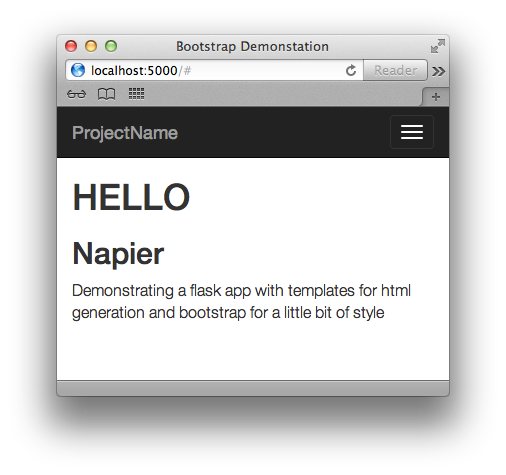 Bootstrap Demonstation
localhost:5000/#
Reader
ProjectName
HELLO
Napier
Demonstrating a flask app with templates for html
generation and bootstrap for a little bit of style